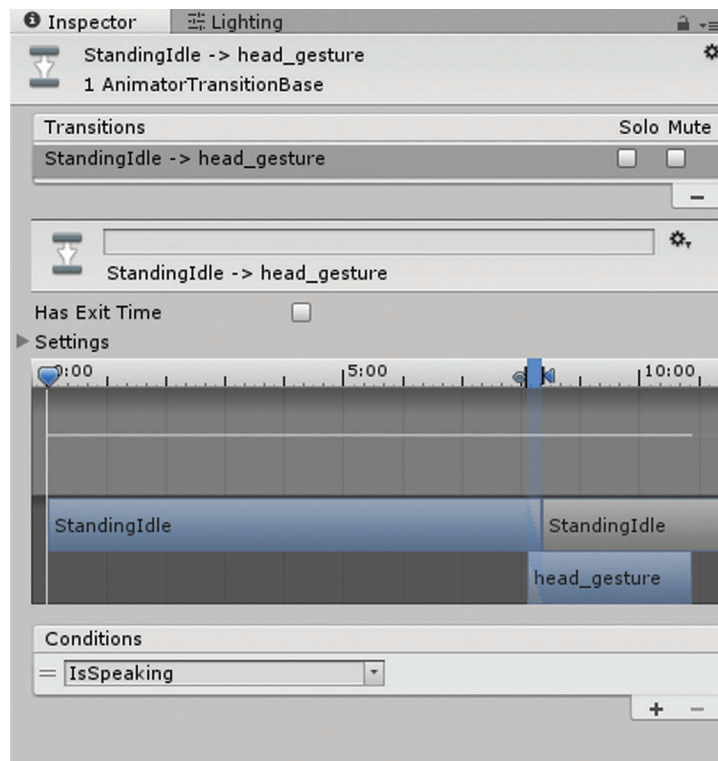 Inspector Lighting
StandingIdle -> head_gesture
1 AnimatorTransitionBase
Transitions Solo Mute
StandingIdle -> head_gesture
StandingIdle -> head_gesture
Has Exit Time
Settings
0:00 5:00 10:00
StandingIdle StandingIdle
head_gesture
Conditions
IsSpeaking